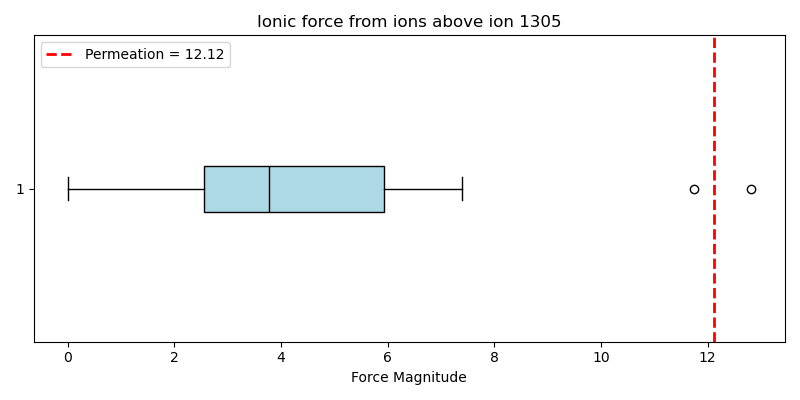 Ionic force from ions above ion 1305
Permeation = 12.12
1
0 2 4 6 8 10 12
Force Magnitude